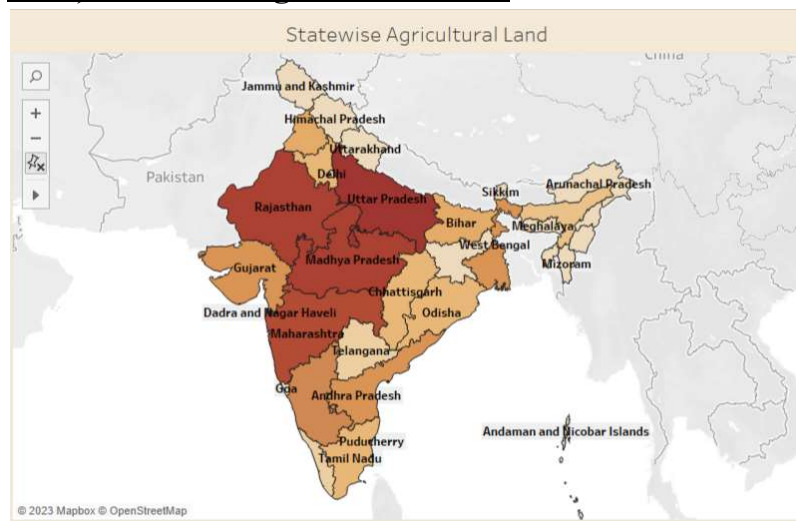 Statewise Agricultural Land
China
Jammu and Kashmir
Himachal Pradesh
Uttarakhand
Pakistan
Delhi
Sikkim
Arunachal Pradesh
Rajasthan
Uttar Pradesh
Bihar
Meghalaya
West Bengal
Gujarat
Madhya Pradesh
Mizoram
Chhattisgarh
Dadra and Nagar Haveli
Odisha
Maharashtra
Telangana
Goa
Andhra Pradesh
Andaman and Nicobar Islands
Puducherry
Tamil Nadu
© 2023 Mapbox © OpenStreetMap